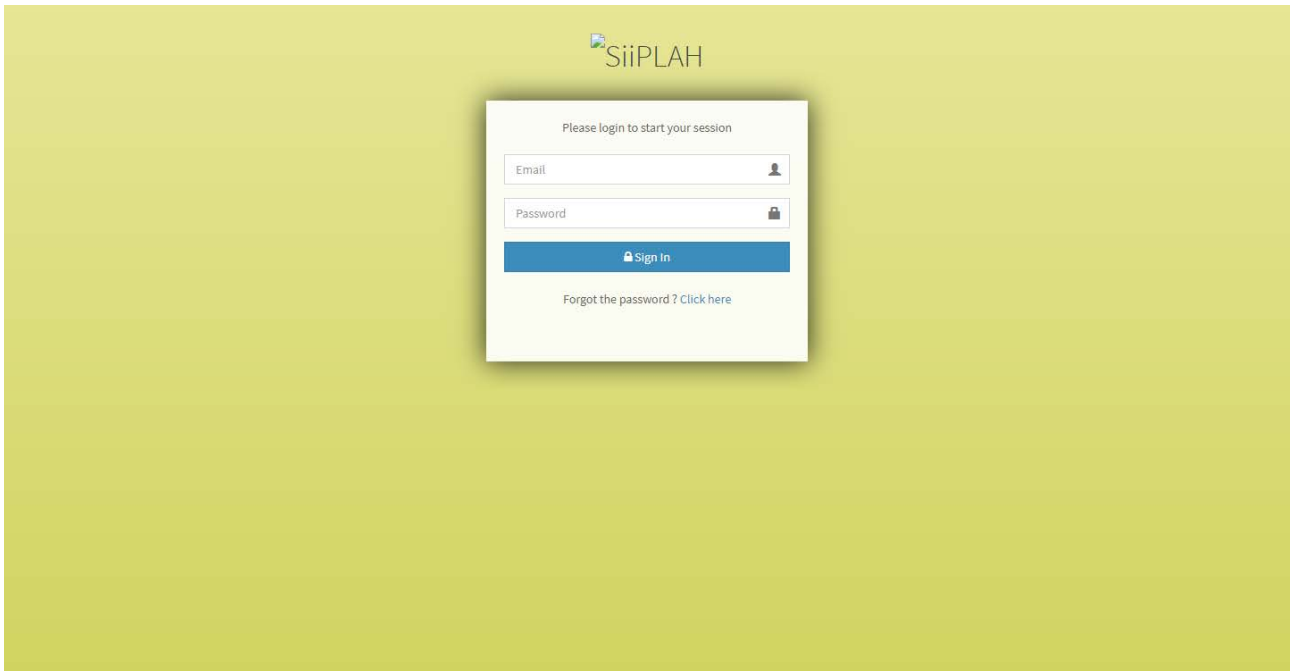 SiiPLAH
Please login to start your session
Email
Password
Sign In
Forgot the password ? Click here